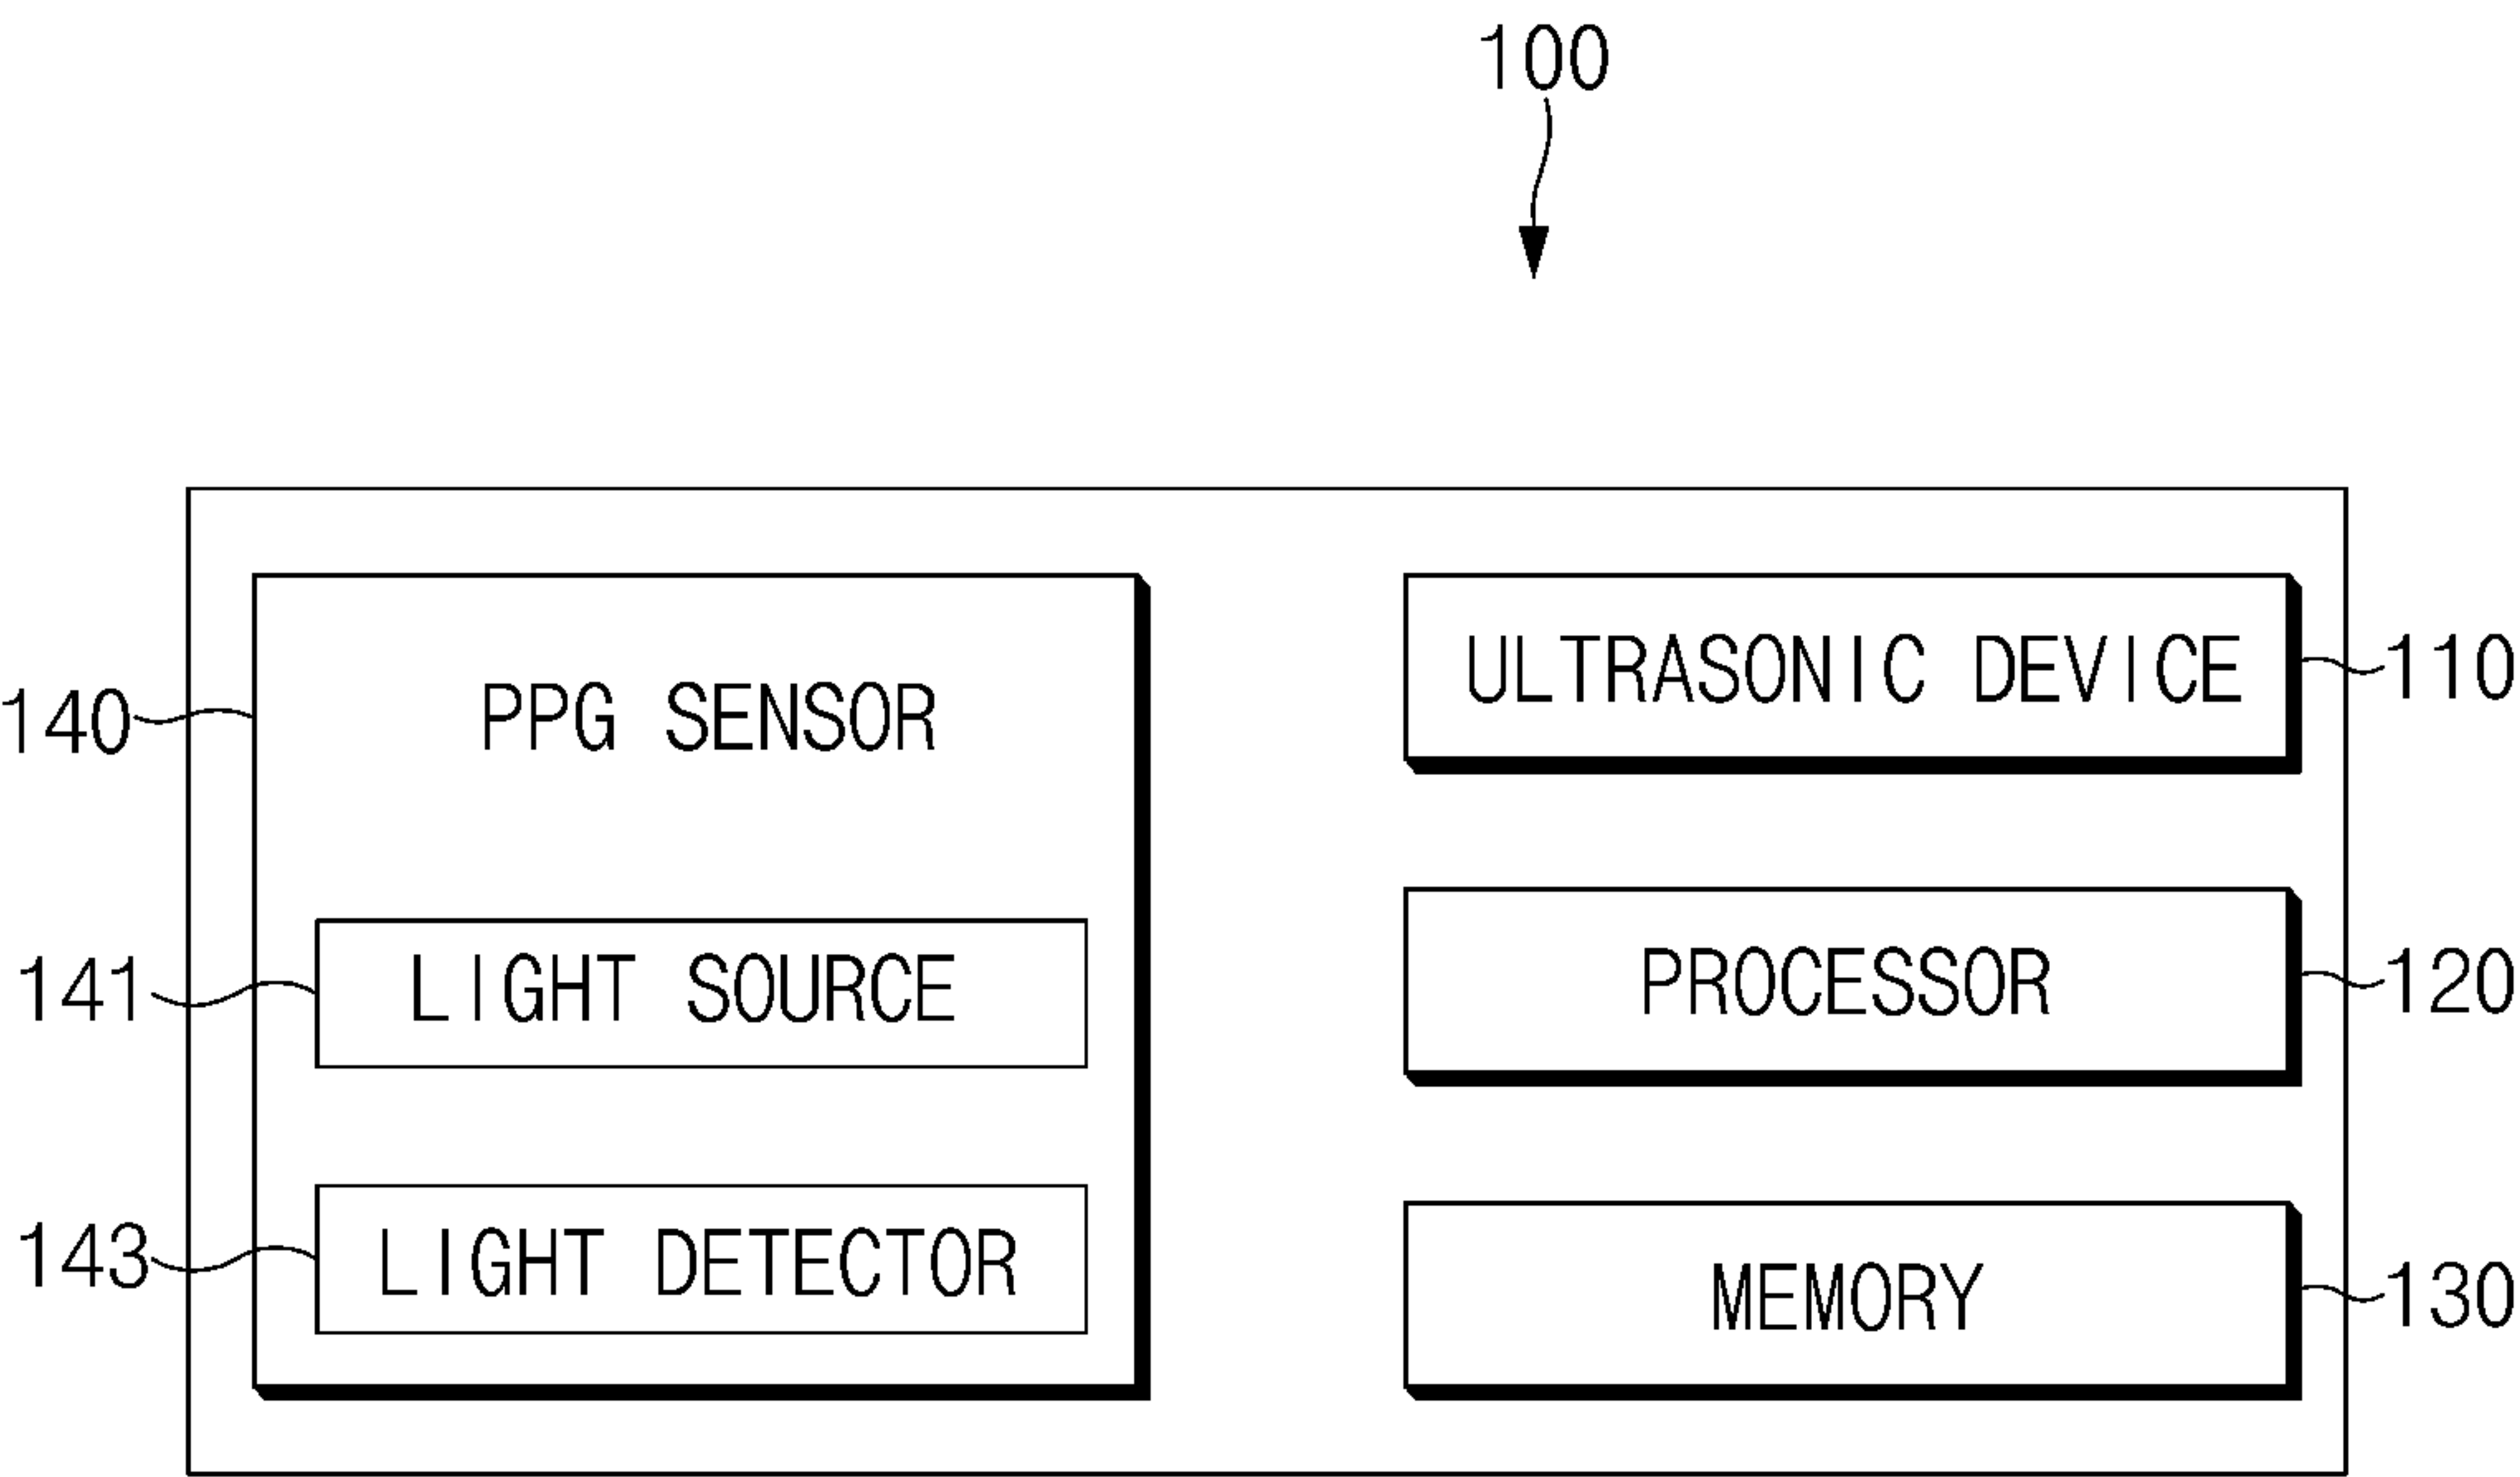 100
PPG SENSOR
140
LIGHT SOURCE
141
LIGHT DETECTOR
143
ULTRASONIC DEVICE
110
PROCESSOR
120
MEMORY
130